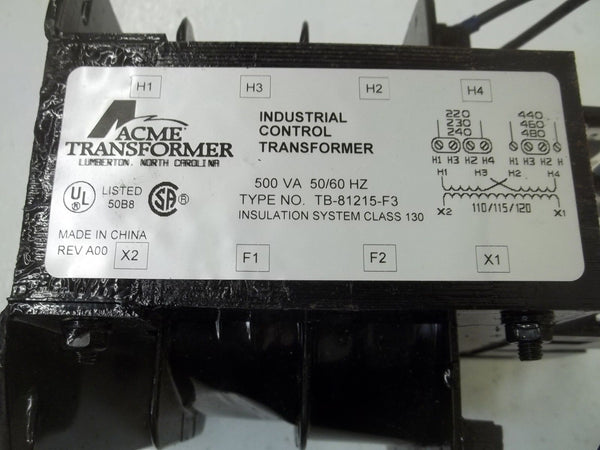 H1 H3 H2 H4
ACME
TRANSFORMER
LUMBERTON, NORTH CAROLINA
INDUSTRIAL
CONTROL
TRANSFORMER
220 440
230 460
240 480
H1 H3 H2 H4 H1 H3 H2 H
H1 H3 H2 H4
X2 110/115/120 X1
UL LISTED
50B8
SA ®
500 VA 50/60 HZ
TYPE NO. TB-81215-F3
INSULATION SYSTEM CLASS 130
MADE IN CHINA
REV A00
X2 F1 F2 X1